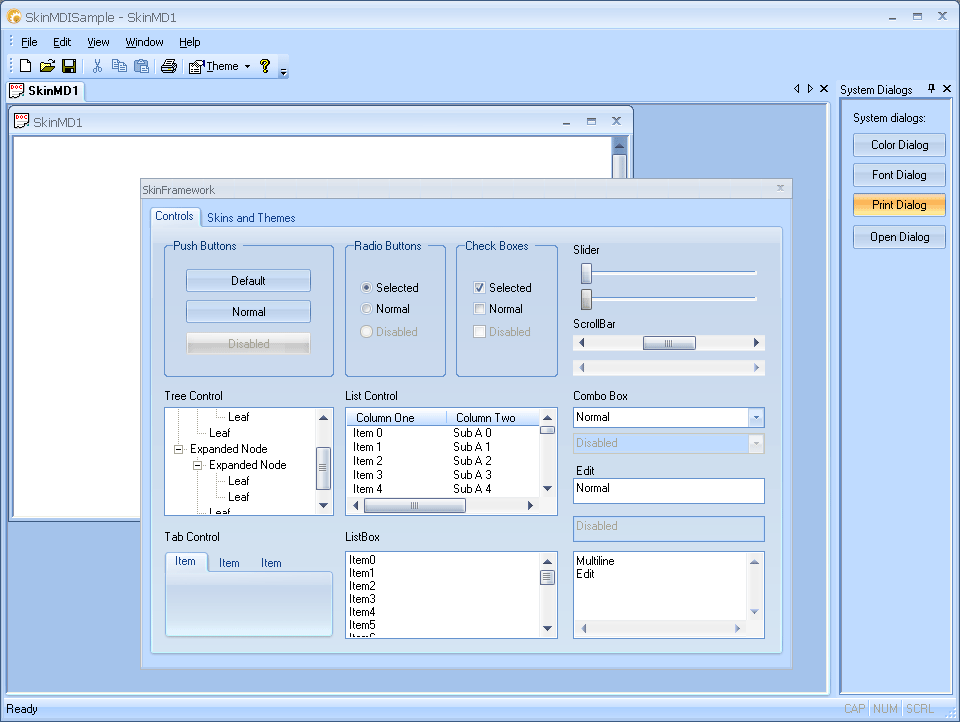 SkinMDISample - SkinMD1
File Edit View Window Help
Theme
SkinMD1
System Dialogs
SkinMD1
System dialogs:
Color Dialog
Font Dialog
Print Dialog
Open Dialog
SkinFramework
Controls Skins and Themes
Push Buttons
Default
Normal
Disabled
Radio Buttons
Selected
Normal
Disabled
Check Boxes
Selected
Normal
Disabled
Slider
ScrollBar
Tree Control
Leaf
Leaf
Expanded Node
Expanded Node
Leaf
Leaf
Leaf
List Control
Column One Column Two
Item 0 Sub A 0
Item 1 Sub A 1
Item 2 Sub A 2
Item 3 Sub A 3
Item 4 Sub A 4
Combo Box
Normal
Disabled
Edit
Normal
Disabled
Tab Control
Item Item Item
ListBox
Item0
Item1
Item2
Item3
Item4
Item5
Item6
Multiline
Edit
Ready
CAP NUM SCRL